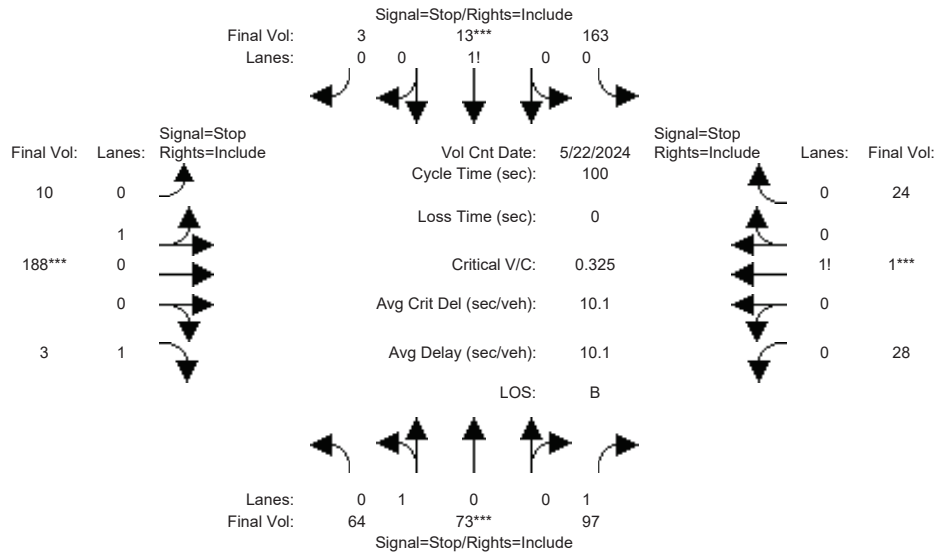 Signal=Stop/Rights=Include
Final Vol: 3 13*** 163
Lanes: 0 0 1! 0 0
Signal=Stop
Final Vol: Lanes: Rights=Include
Vol Cnt Date: 5/22/2024
Signal=Stop
Rights=Include Lanes: Final Vol:
Cycle Time (sec): 100
10 0
0 24
Loss Time (sec): 0
1
0
188*** 0
Critical V/C: 0.325
1! 1***
0
Avg Crit Del (sec/veh): 10.1
0
3 1
Avg Delay (sec/veh): 10.1
0 28
LOS: B
Lanes: 0 1 0 0 1
Final Vol: 64 73*** 97
Signal=Stop/Rights=Include